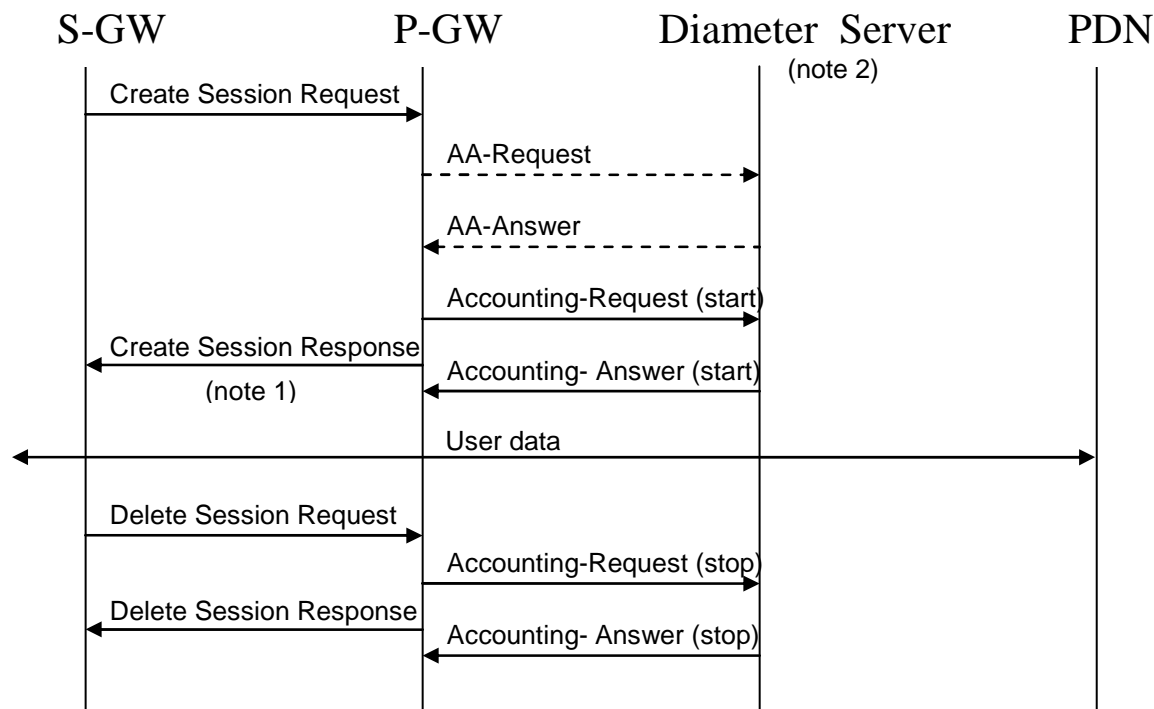 S-GW P-GW Diameter Server PDN
(note 2)
Create Session Request
AA-Request
AA-Answer
Accounting-Request (start)
Create Session Response
Accounting- Answer (start)
(note 1)
User data
Delete Session Request
Accounting-Request (stop)
Delete Session Response
Accounting- Answer (stop)